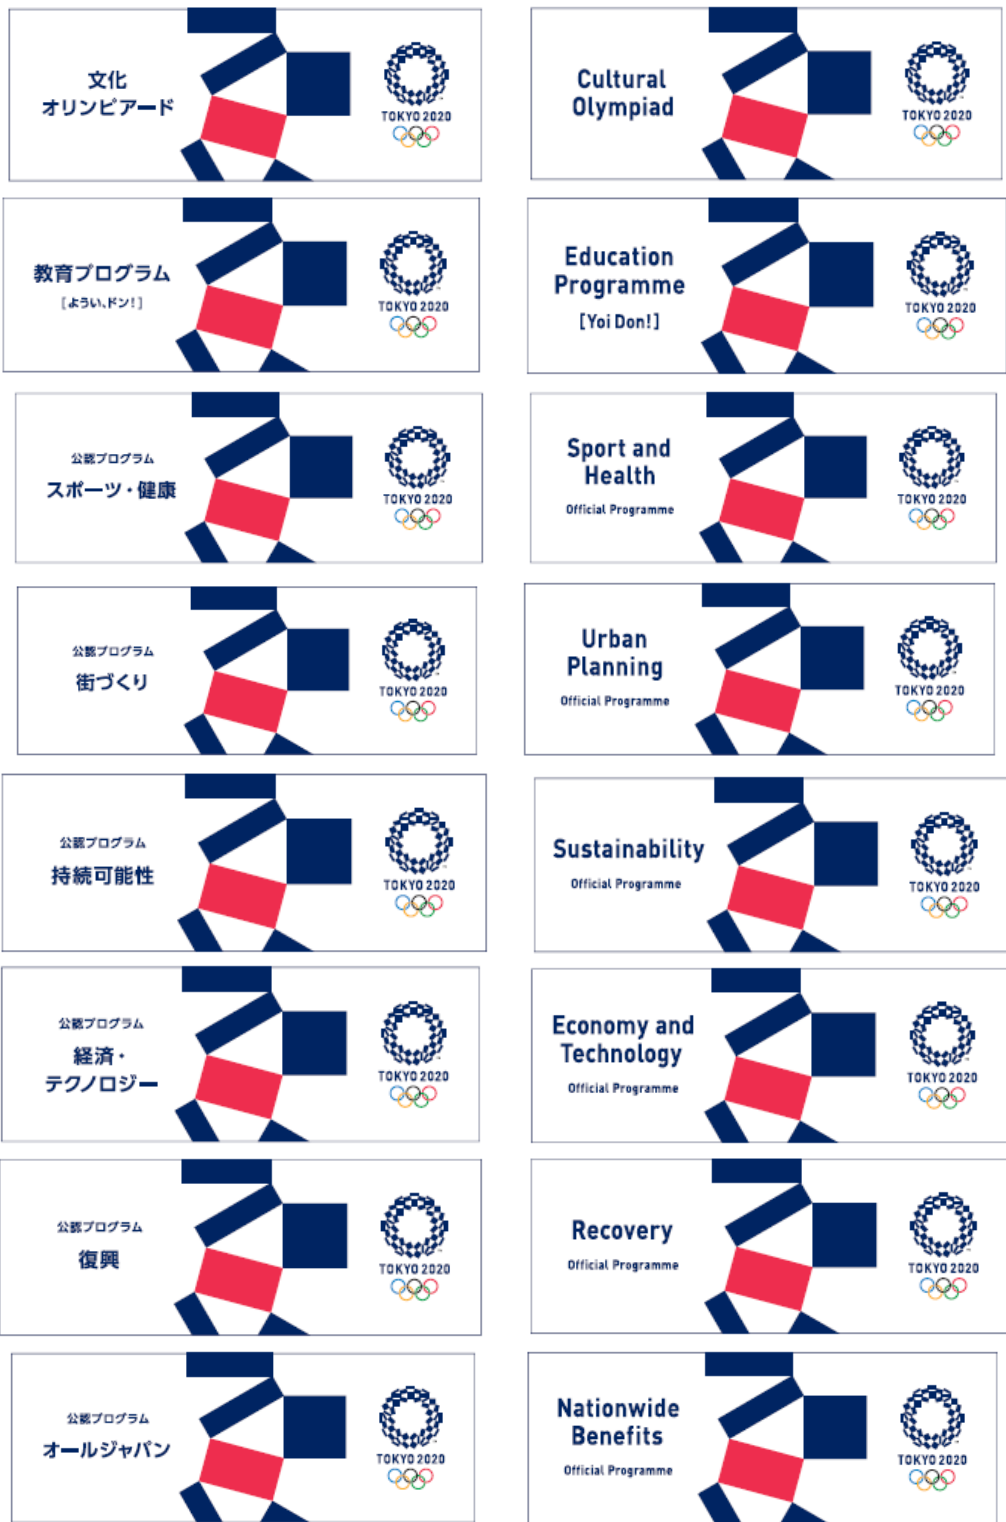 文化
オリンピアード
TOKYO 2020
Cultural
Olympiad
TOKYO 2020
教育プログラム
[ようい、ドン!]
TOKYO 2020
Education
Programme
[Yoi Don!]
TOKYO 2020
公認プログラム
スポーツ・健康
TOKYO 2020
Sport and
Health
Official Programme
TOKYO 2020
公認プログラム
街づくり
TOKYO 2020
Urban
Planning
Official Programme
TOKYO 2020
公認プログラム
持続可能性
TOKYO 2020
Sustainability
Official Programme
TOKYO 2020
公認プログラム
経済・
テクノロジー
TOKYO 2020
Economy and
Technology
Official Programme
TOKYO 2020
公認プログラム
復興
TOKYO 2020
Recovery
Official Programme
TOKYO 2020
公認プログラム
オールジャパン
TOKYO 2020
Nationwide
Benefits
Official Programme
TOKYO 2020